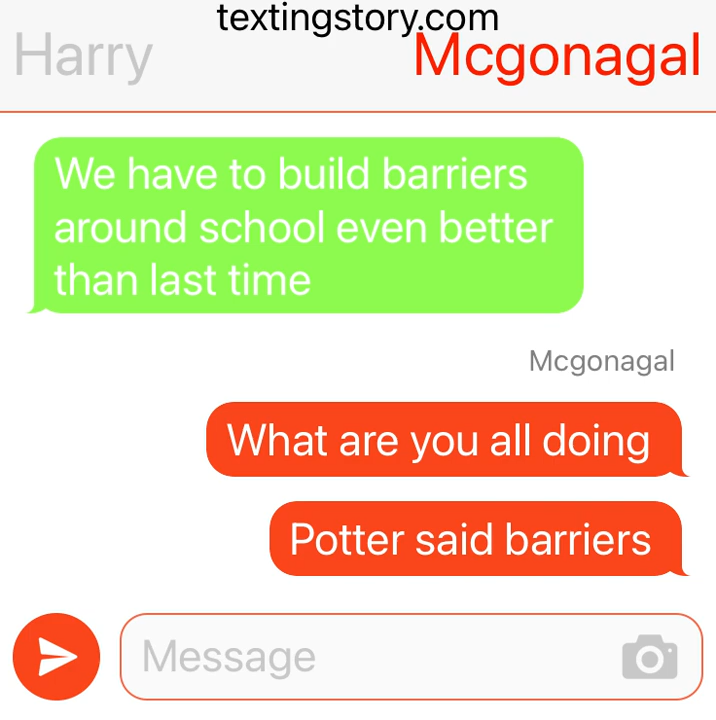 textingstory.com
Harry
Mcgonagal
We have to build barriers
around school even better
than last time
Mcgonagal
What are you all doing
Potter said barriers
Message